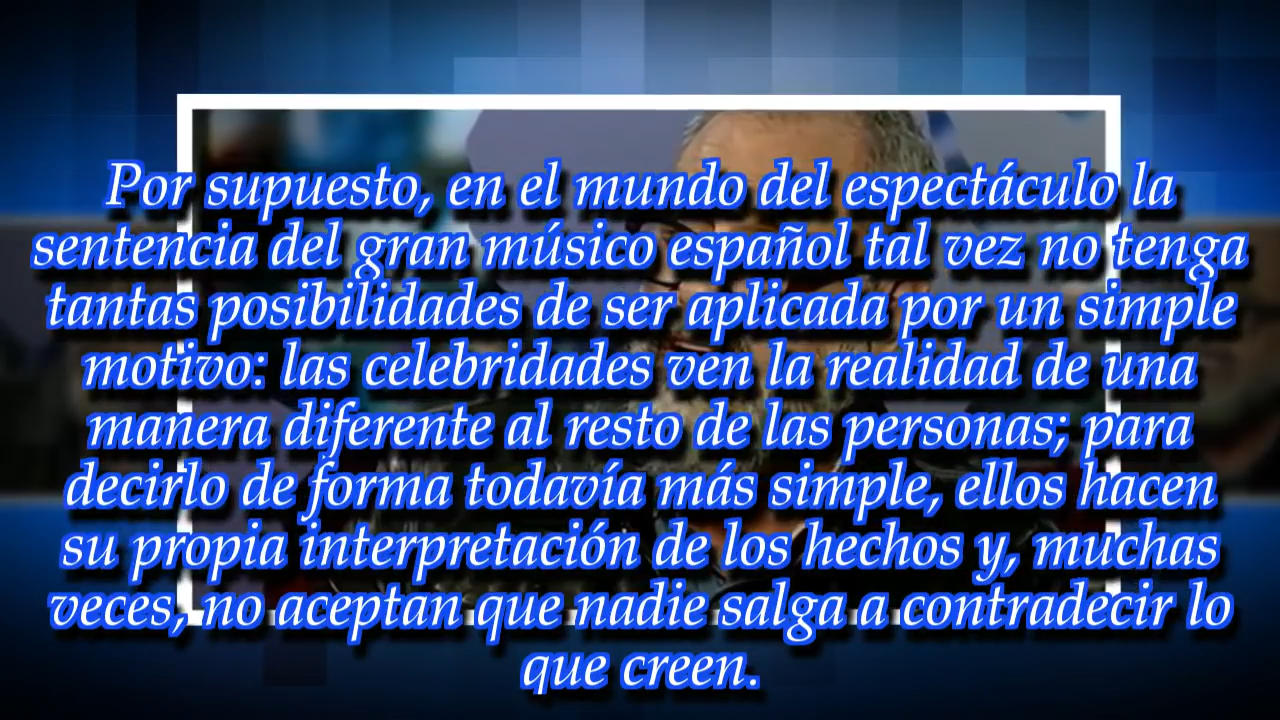 Por supuesto, en el mundo del espectáculo la
sentencia del gran músico español tal vez no tenga
tantas posibilidades de ser aplicada por un simple
motivo: las celebridades ven la realidad de una
manera diferente al resto de las personas; para
decirlo de forma todavía más simple, ellos hacen
su propia interpretación de los hechos y, muchas
veces, no aceptan que nadie salga a contradecir lo
que creen.